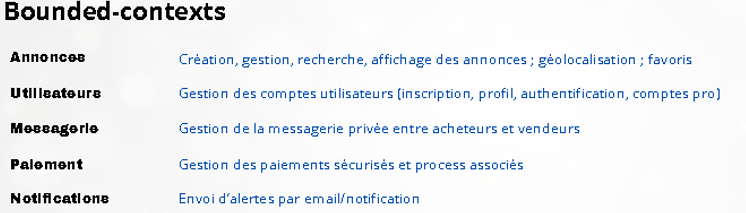 Bounded-contexts
Annonces Création, gestion, recherche, affichage des annonces ; géolocalisation ; favoris
Utilisateurs Gestion des comptes utilisateurs (inscription, profil, authentification, comptes pro)
Messagerie Gestion de la messagerie privée entre acheteurs et vendeurs
Paiement Gestion des paiements sécurisés et process associés
Notifications Envoi d'alertes par email/notification